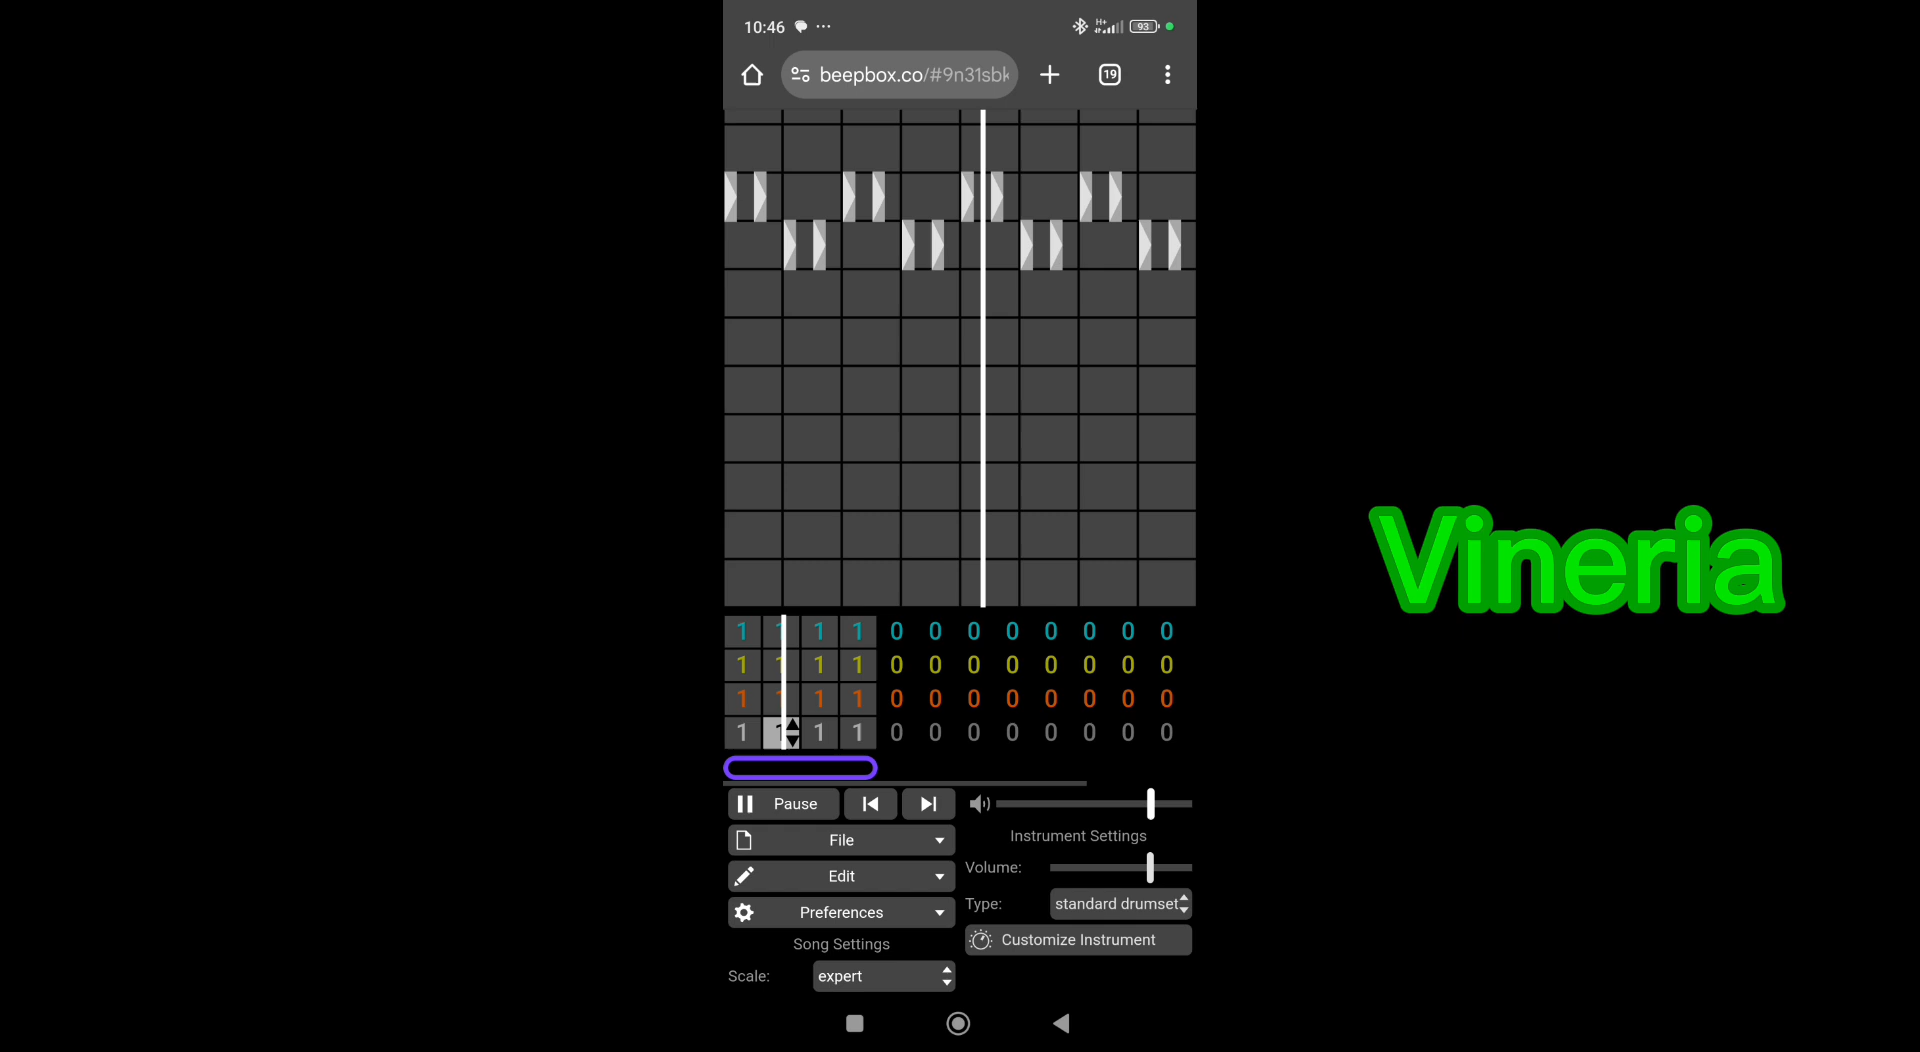 10:46 ... H+ 93
beepbox.co/#9n31sbk 19
1 1 1 1 0 0 0 0 0 0 0 0
1 1 1 1 0 0 0 0 0 0 0 0
1 1 1 1 0 0 0 0 0 0 0 0
1 1 1 1 0 0 0 0 0 0 0 0
Pause
File
Edit
Preferences
Song Settings
Scale: expert
Instrument Settings
Volume:
Type: standard drumset
Customize Instrument
Vineria